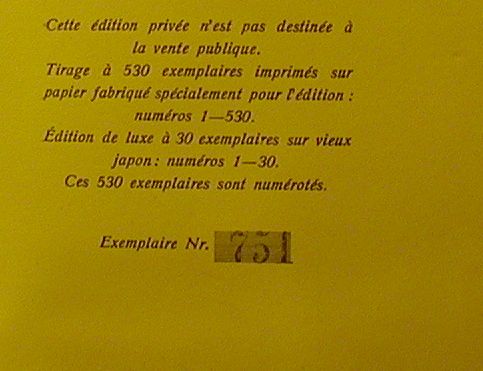 Cette édition privée n'est pas destinée à
la vente publique.
Tirage à 530 exemplaires imprimés sur
papier fabriqué spécialement pour l'édition :
numéros 1—530.
Édition de luxe à 30 exemplaires sur vieux
japon : numéros 1—30.
Ces 530 exemplaires sont numérotés.
Exemplaire Nr. 751